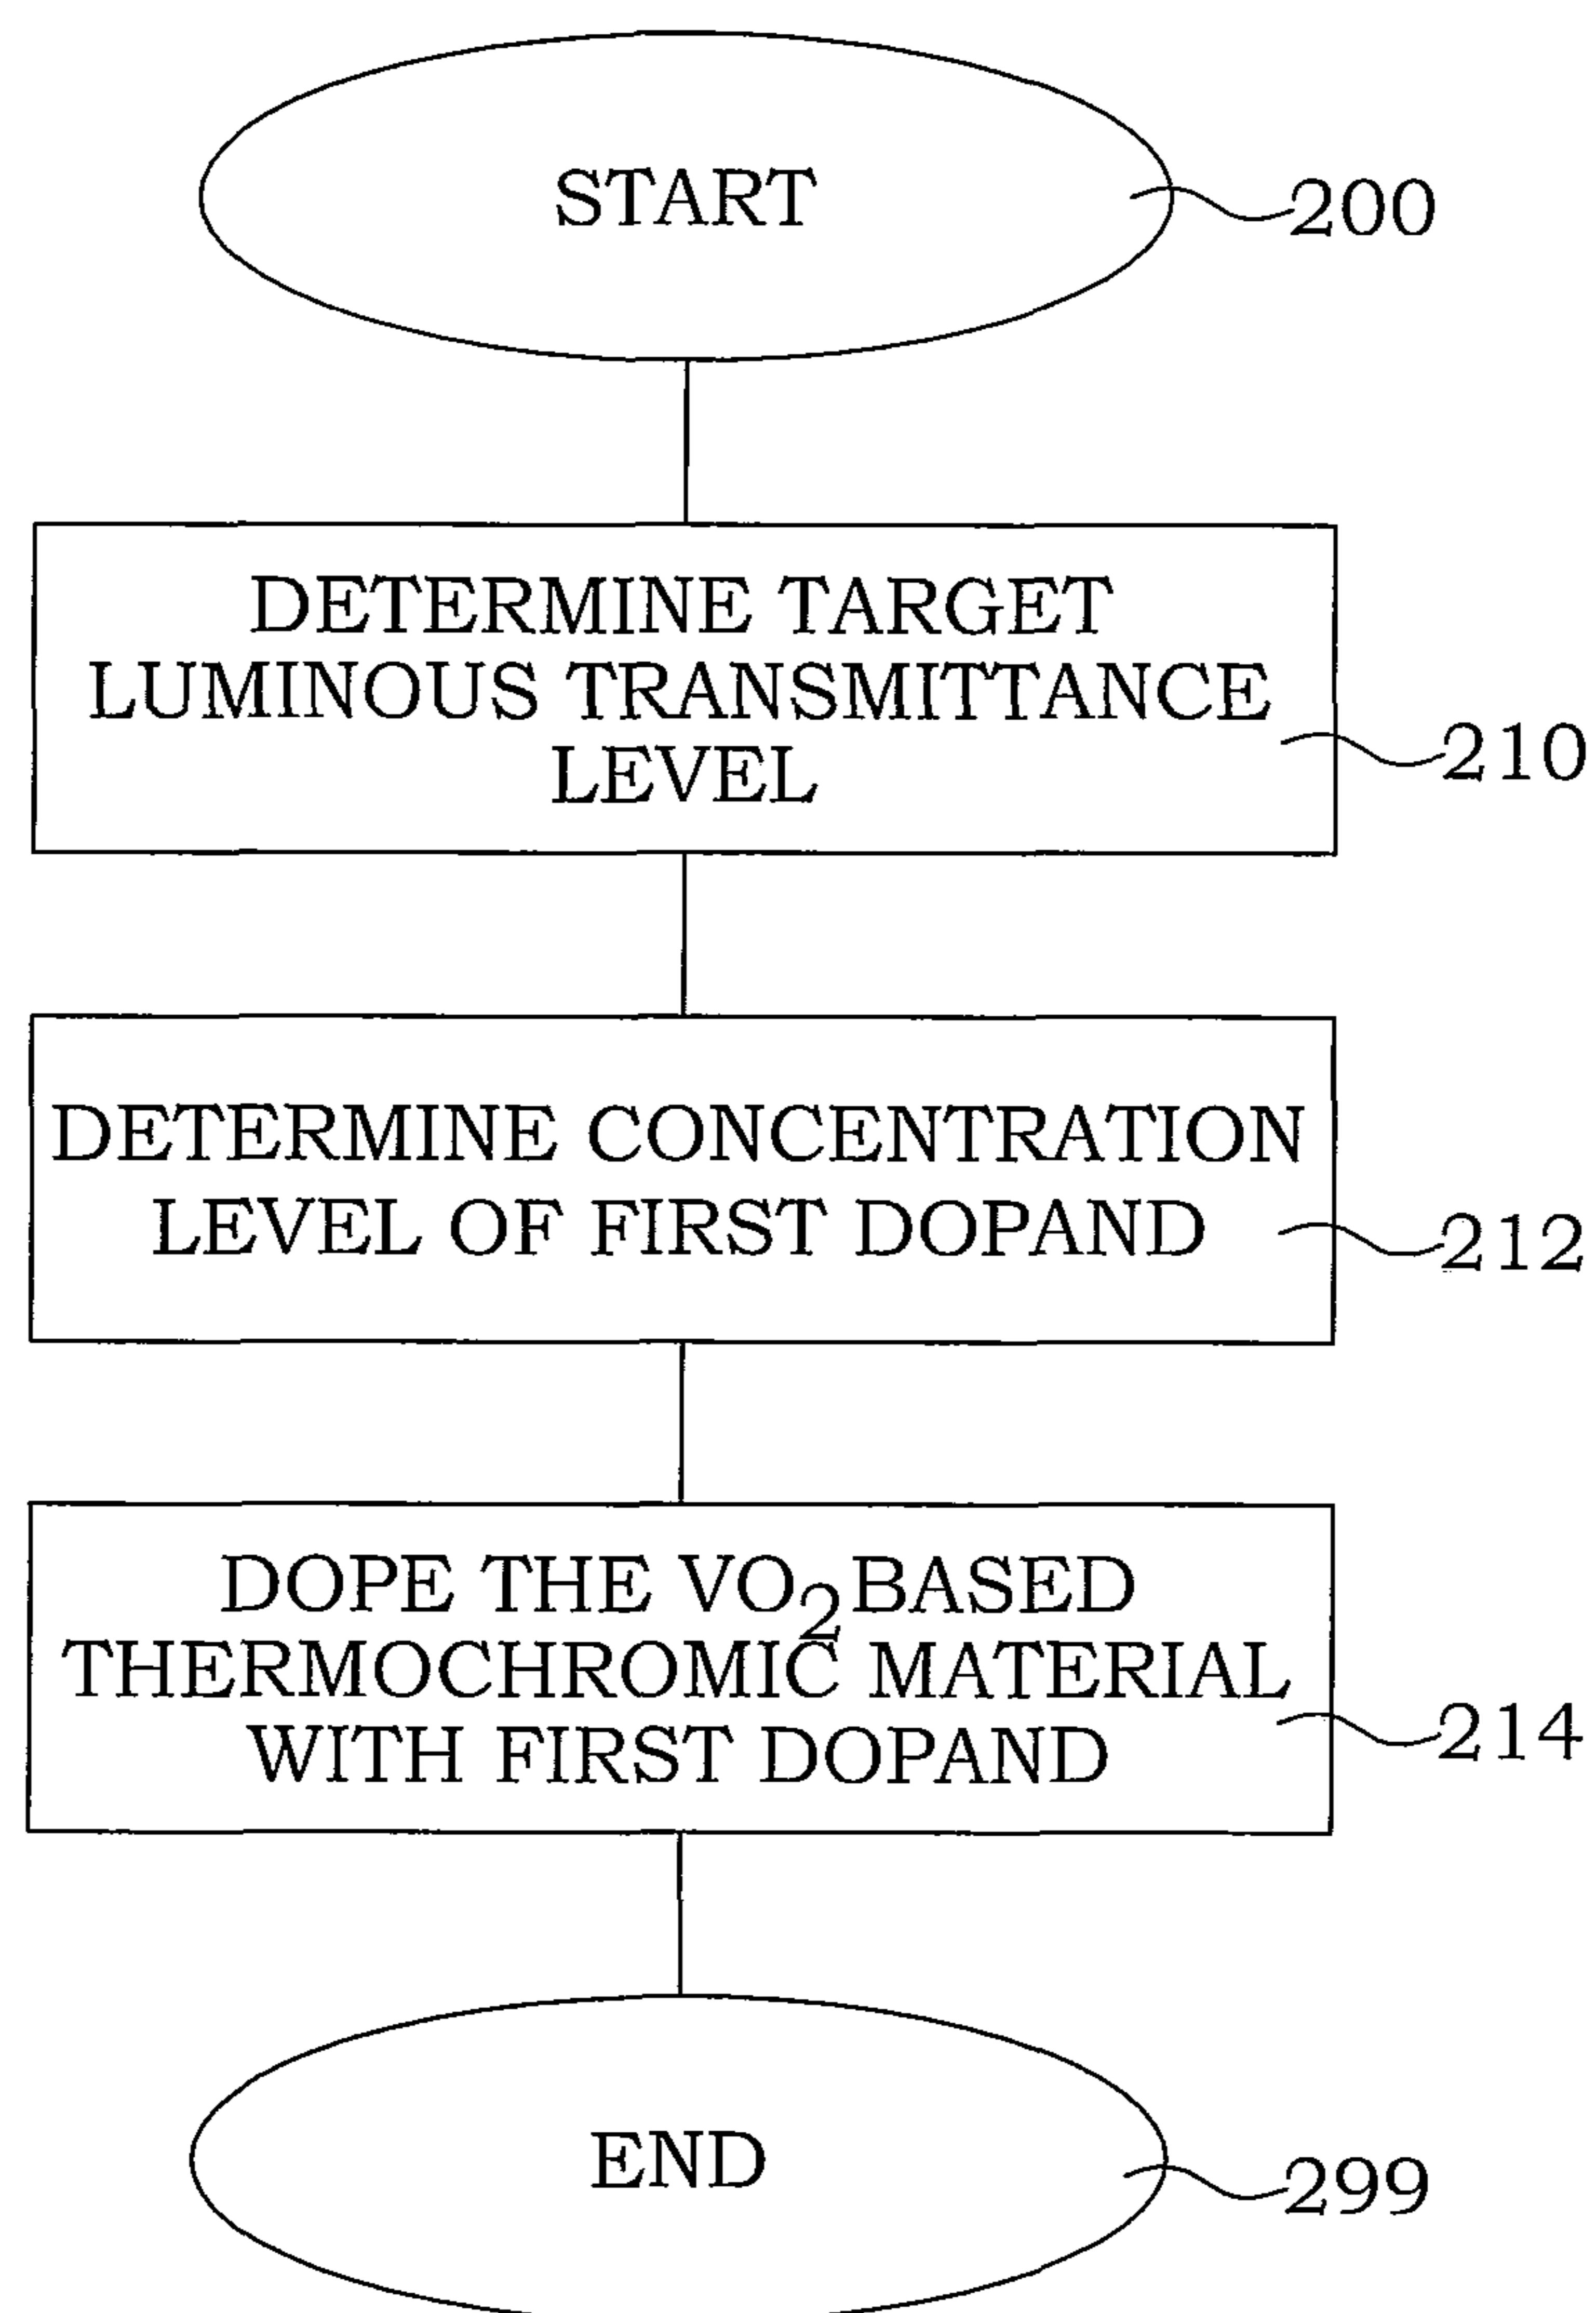 START
200
DETERMINE TARGET
LUMINOUS TRANSMITTANCE
LEVEL
210
DETERMINE CONCENTRATION
LEVEL OF FIRST DOPAND
212
DOPE THE VO2 BASED
THERMOCHROMIC MATERIAL
WITH FIRST DOPAND
214
END
299